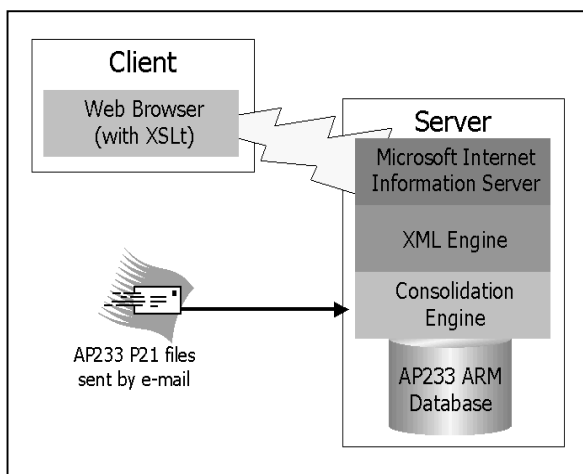 Client
Web Browser
(with XSLt)
Server
Microsoft Internet
Information Server
XML Engine
Consolidation
Engine
AP233 ARM
Database
AP233 P21 files
sent by e-mail